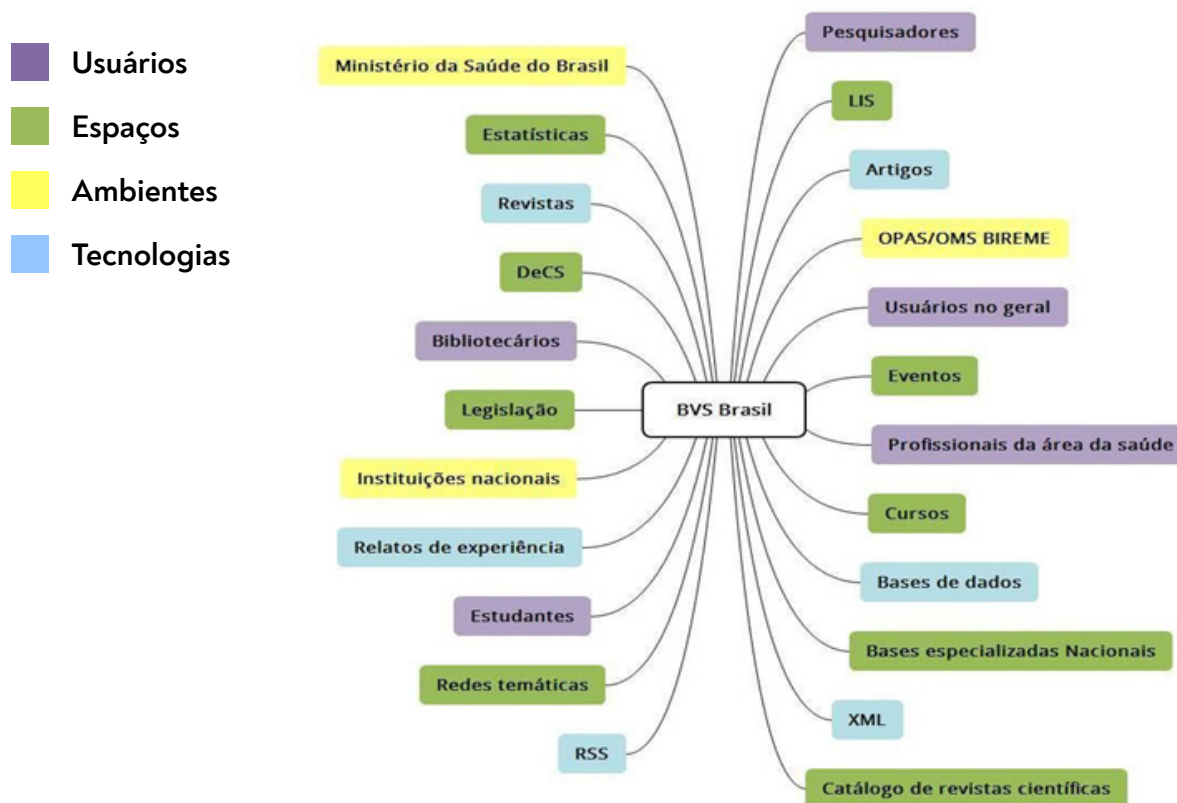 Usuários
Espaços
Ambientes
Tecnologias
Ministério da Saúde do Brasil
Estatísticas
Revistas
DeCS
Bibliotecários
Legislação
Instituições nacionais
Relatos de experiência
Estudantes
Redes temáticas
RSS
BVS Brasil
Pesquisadores
LIS
Artigos
OPAS/OMS BIREME
Usuários no geral
Eventos
Profissionais da área da saúde
Cursos
Bases de dados
Bases especializadas Nacionais
XML
Catálogo de revistas científicas